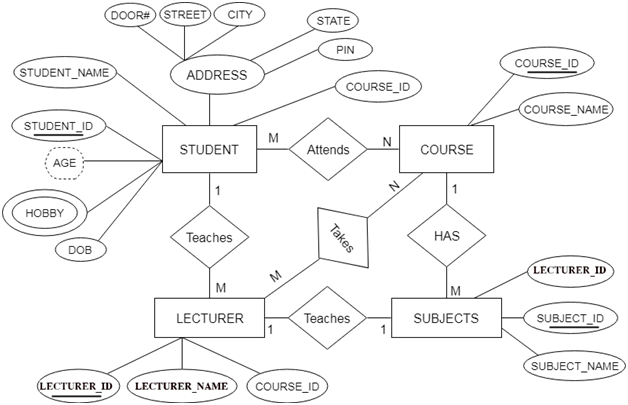 DOOR#
STREET
CITY
STATE
PIN
ADDRESS
STUDENT_NAME
COURSE_ID
COURSE_ID
STUDENT_ID
COURSE_NAME
STUDENT
M
Attends
N
COURSE
AGE
1
N
1
HOBBY
DOB
Teaches
Takes
HAS
M
M
M
LECTURER_ID
LECTURER
1
Teaches
1
SUBJECTS
SUBJECT_ID
SUBJECT_NAME
LECTURER_ID
LECTURER_NAME
COURSE_ID